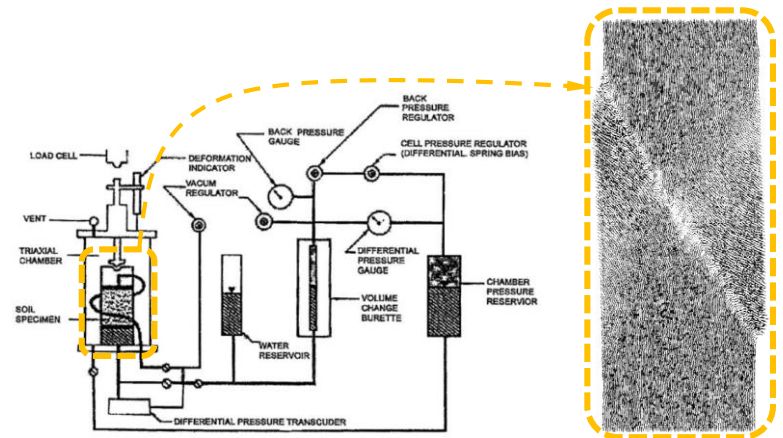 BACK
PRESSURE
REGULATOR
BACK PRESSURE
GAUGE
CELL PRESSURE REGULATOR
(DIFFERENTIAL. SPRING BIAS)
LOAD CELL
DEFORMATION
INDICATOR
VACUM
REGULATOR
VENT
TRIAXIAL
CHAMBER
DIFFERENTIAL
PRESSURE
GAUGE
CHAMBER
PRESSURE
RESERVIOR
SOIL
SPECIMEN
VOLUME
CHANGE
BURETTE
WATER
RESERVOIR
DIFFERENTIAL PRESSURE TRANSCUDER